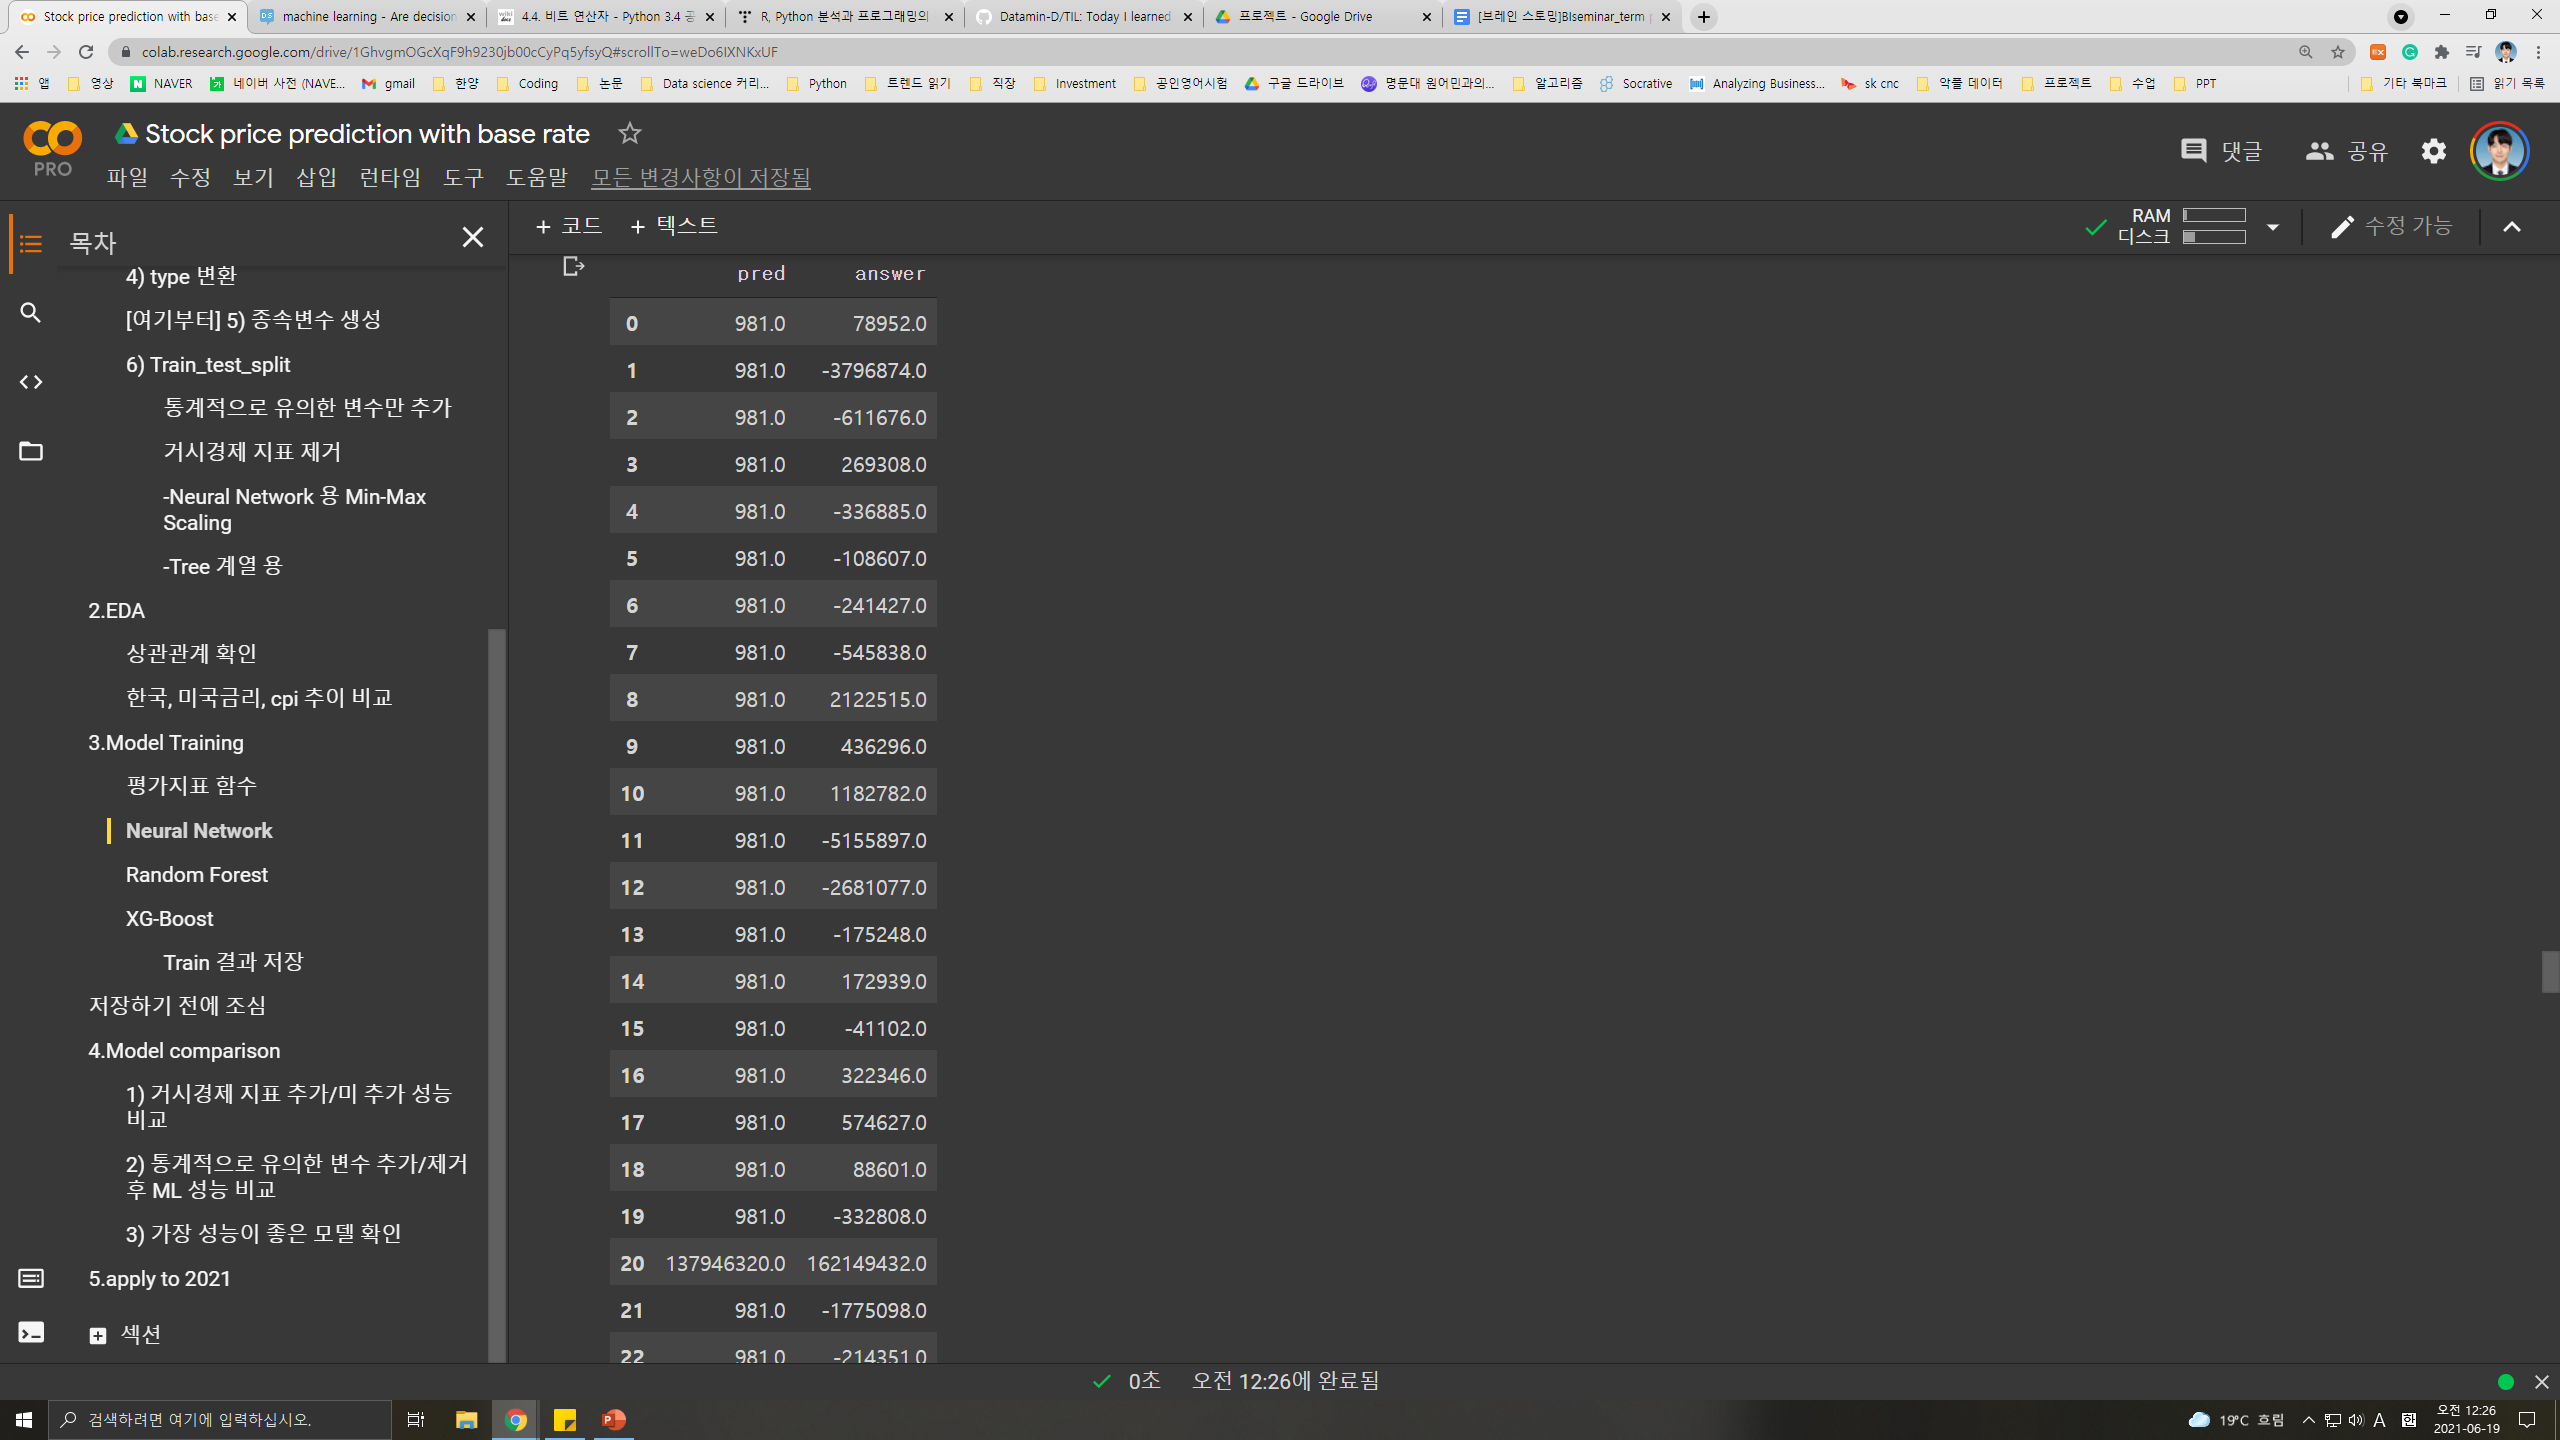 Stock price prediction with base
machine learning - Are decision
4.4. 비트 연산자 - Python 3.4 공
R, Python 분석과 프로그래밍의
Datamin-D/TIL: Today I learned
프로젝트 - Google Drive
[브레인 스토밍]BIseminar_term
colab.research.google.com/drive/1GhvgmOGcXqF9h9230jb00cCyPq5yfsyQ#scrollTo=weDo6IXNKxUF
앱 영상 NAVER 네이버 사전 (NAVE... gmail 한양 Coding 논문 Data science 커리... Python 트렌드 읽기 직장 Investment 공인영어시험 구글 드라이브 명문대 원어민과의... 알고리즘 Socrative Analyzing Business... sk cnc 악플 데이터 프로젝트 수업 PPT 기타 북마크 읽기 목록
PRO
Stock price prediction with base rate
파일 수정 보기 삽입 런타임 도구 도움말 모든 변경사항이 저장됨
댓글 공유
목차
4) type 변환
[여기부터] 5) 종속변수 생성
6) Train_test_split
통계적으로 유의한 변수만 추가
거시경제 지표 제거
-Neural Network 용 Min-Max
Scaling
-Tree 계열 용
2.EDA
상관관계 확인
한국, 미국금리, cpi 추이 비교
3.Model Training
평가지표 함수
Neural Network
Random Forest
XG-Boost
Train 결과 저장
저장하기 전에 조심
4.Model comparison
1) 거시경제 지표 추가/미 추가 성능
비교
2) 통계적으로 유의한 변수 추가/제거
후 ML 성능 비교
3) 가장 성능이 좋은 모델 확인
5.apply to 2021
섹션
+ 코드 + 텍스트
RAM
디스크
수정 가능
pred answer
0 981.0 78952.0
1 981.0 -3796874.0
2 981.0 -611676.0
3 981.0 269308.0
4 981.0 -336885.0
5 981.0 -108607.0
6 981.0 -241427.0
7 981.0 -545838.0
8 981.0 2122515.0
9 981.0 436296.0
10 981.0 1182782.0
11 981.0 -5155897.0
12 981.0 -2681077.0
13 981.0 -175248.0
14 981.0 172939.0
15 981.0 -41102.0
16 981.0 322346.0
17 981.0 574627.0
18 981.0 88601.0
19 981.0 -332808.0
20 137946320.0 162149432.0
21 981.0 -1775098.0
22 981.0 -214351.0
0초 오전 12:26에 완료됨
검색하려면 여기에 입력하십시오.
19°C 흐림
A
오전 12:26
2021-06-19